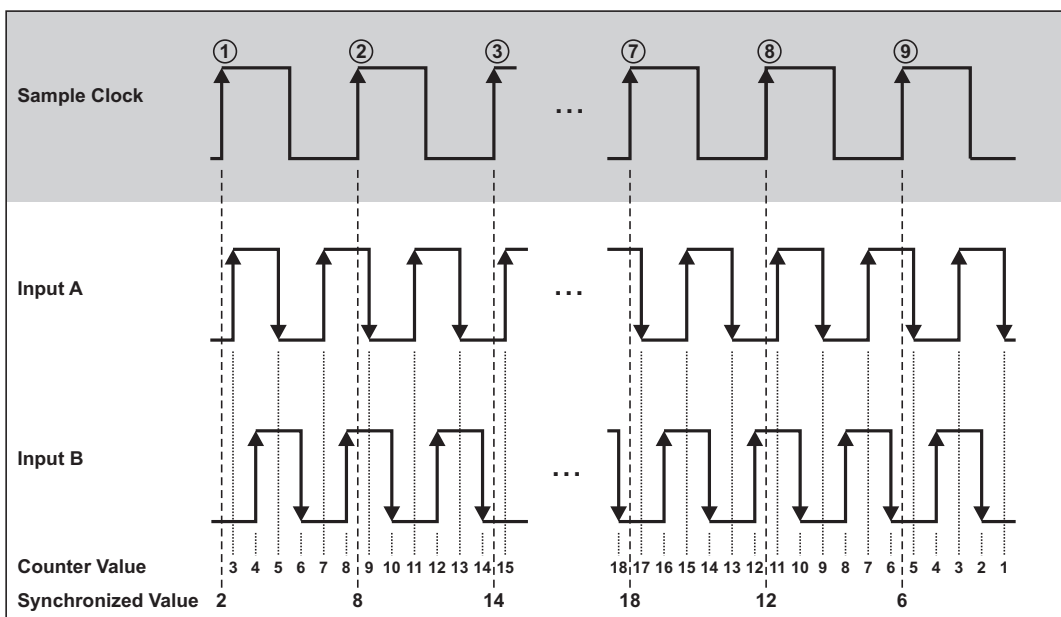 ① ② ③ ⑦ ⑧ ⑨
Sample Clock
...
Input A
...
Input B
...
Counter Value 3 4 5 6 7 8 9 10 11 12 13 14 15 18 17 16 15 14 13 12 11 10 9 8 7 6 5 4 3 2 1
Synchronized Value 2 8 14 18 12 6